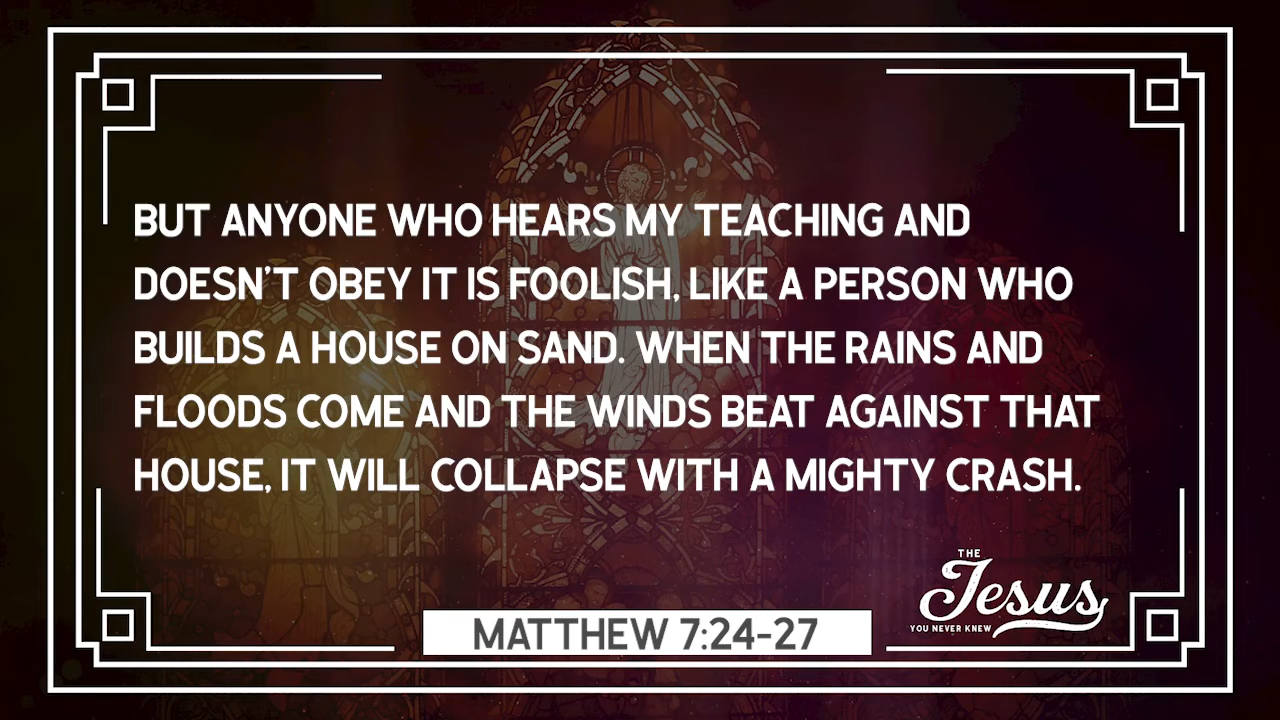 BUT ANYONE WHO HEARS MY TEACHING AND
DOESN'T OBEY IT IS FOOLISH, LIKE A PERSON WHO
BUILDS A HOUSE ON SAND. WHEN THE RAINS AND
FLOODS COME AND THE WINDS BEAT AGAINST THAT
HOUSE, IT WILL COLLAPSE WITH A MIGHTY CRASH.
THE
Jesus
YOU NEVER KNEW
MATTHEW 7:24-27